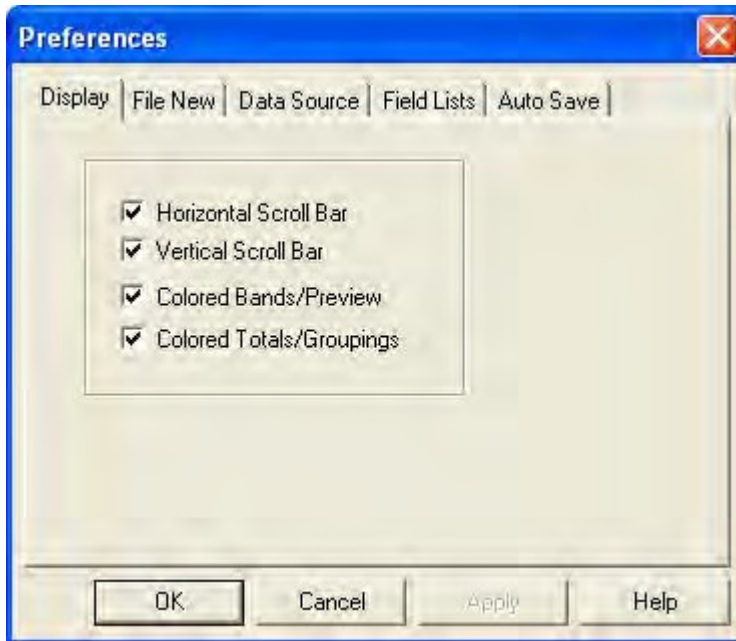 Preferences
Display File New Data Source Field Lists Auto Save
Horizontal Scroll Bar
Vertical Scroll Bar
Colored Bands/Preview
Colored Totals/Groupings
OK Cancel Apply Help